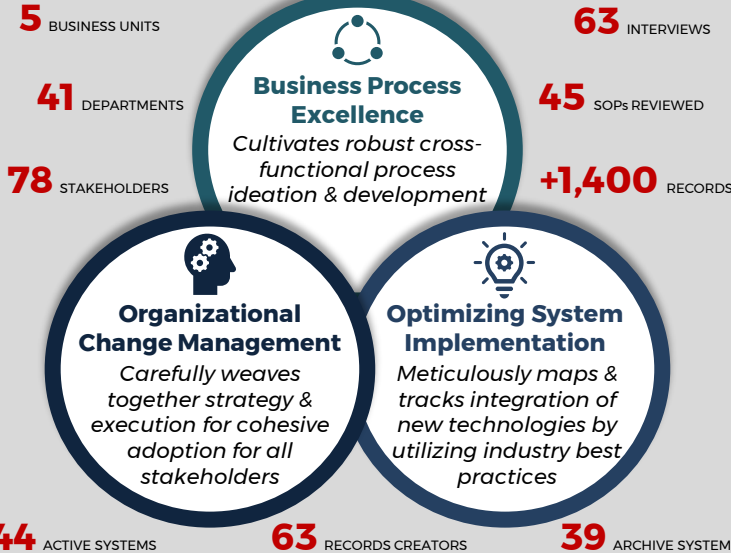 5 BUSINESS UNITS
63 INTERVIEWS
41 DEPARTMENTS
45 SOPs REVIEWED
78 STAKEHOLDERS
+1,400 RECORDS
Business Process
Excellence
Cultivates robust cross-
functional process
ideation & development
Organizational
Change Management
Carefully weaves
together strategy &
execution for cohesive
adoption for all
stakeholders
Optimizing System
Implementation
Meticulously maps &
tracks integration of
new technologies by
utilizing industry best
practices
44 ACTIVE SYSTEMS
63 RECORDS CREATORS
39 ARCHIVE SYSTEM